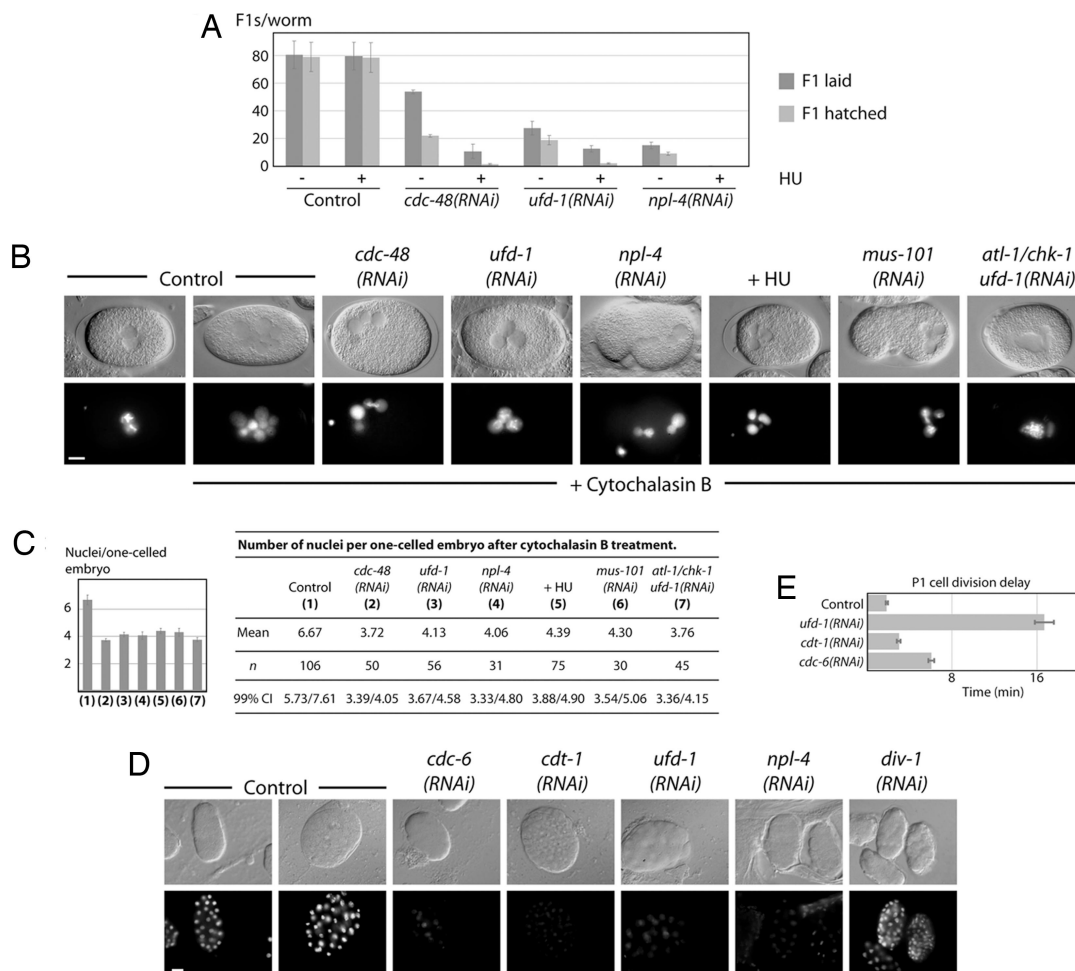 A
F1s/worm
80
60
40
20
0
F1 laid
F1 hatched
- + - + - + - + HU
Control cdc-48(RNAi) ufd-1(RNAi) npl-4(RNAi)
B
Control
cdc-48
(RNAi)
ufd-1
(RNAi)
npl-4
(RNAi)
+ HU
mus-101
(RNAi)
atl-1/chk-1
ufd-1(RNAi)
+ Cytochalasin B
C
Nuclei/one-celled
embryo
6
4
2
(1) (2) (3) (4) (5) (6) (7)
Number of nuclei per one-celled embryo after cytochalasin B treatment.
Control
(1)
cdc-48
(RNAi)
(2)
ufd-1
(RNAi)
(3)
npl-4
(RNAi)
(4)
+ HU
(5)
mus-101
(RNAi)
(6)
atl-1/chk-1
ufd-1(RNAi)
(7)
Mean 6.67 3.72 4.13 4.06 4.39 4.30 3.76
n 106 50 56 31 75 30 45
99% CI 5.73/7.61 3.39/4.05 3.67/4.58 3.33/4.80 3.88/4.90 3.54/5.06 3.36/4.15
E
P1 cell division delay
Control
ufd-1(RNAi)
cdt-1(RNAi)
cdc-6(RNAi)
8 16
Time (min)
D
Control
cdc-6
(RNAi)
cdt-1
(RNAi)
ufd-1
(RNAi)
npl-4
(RNAi)
div-1
(RNAi)